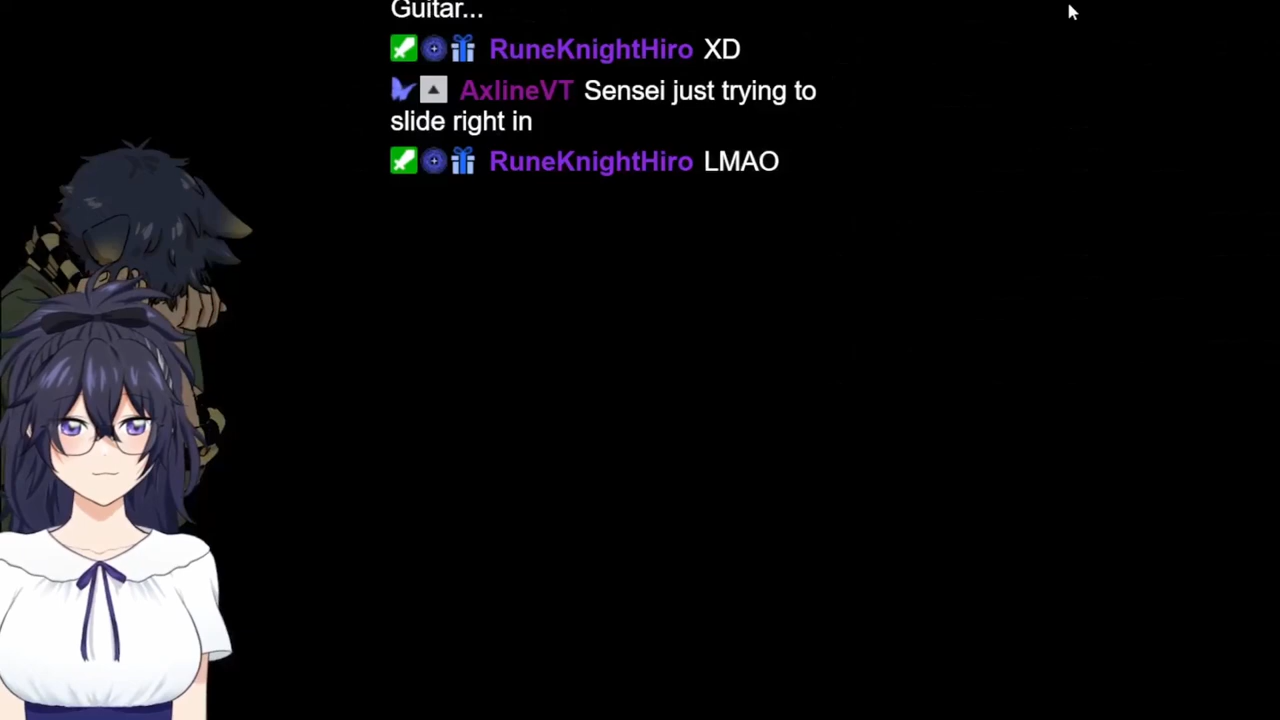 Guitar...
RuneKnightHiro XD
AxlineVT Sensei just trying to
slide right in
RuneKnightHiro LMAO